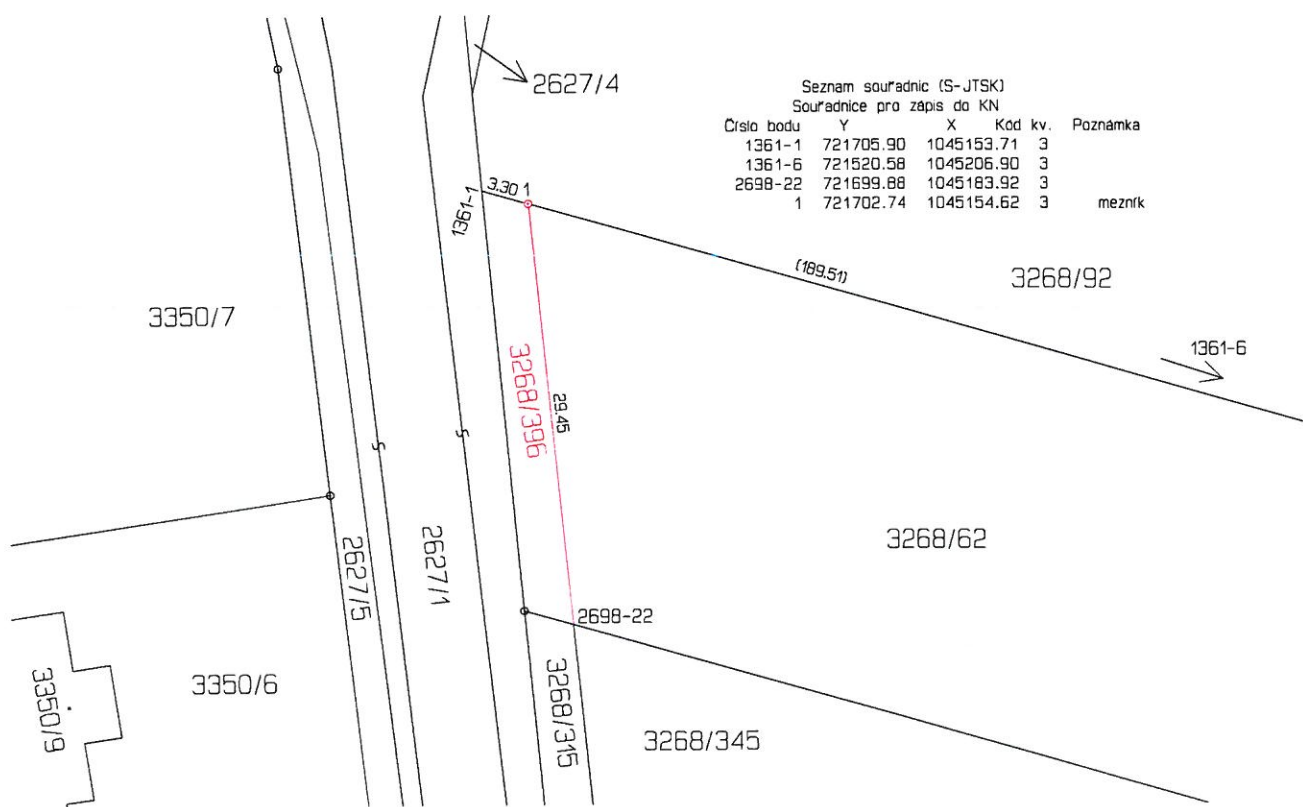 2627/4
Seznam souřadnic (S-JTSK)
Souřadnice pro zápis do KN
Číslo bodu Y X Kód kv. Poznámka
1361-1 721705.90 1045153.71 3
1361-6 721520.58 1045206.90 3
2698-22 721699.88 1045183.92 3
1 721702.74 1045154.62 3 mezník
3.30 1
1361-1
(189.51)
3268/92
3350/7
1361-6
3268/396
29.45
3268/62
2627/5
2627/1
2698-22
3350/9
3350/6
3268/315
3268/345